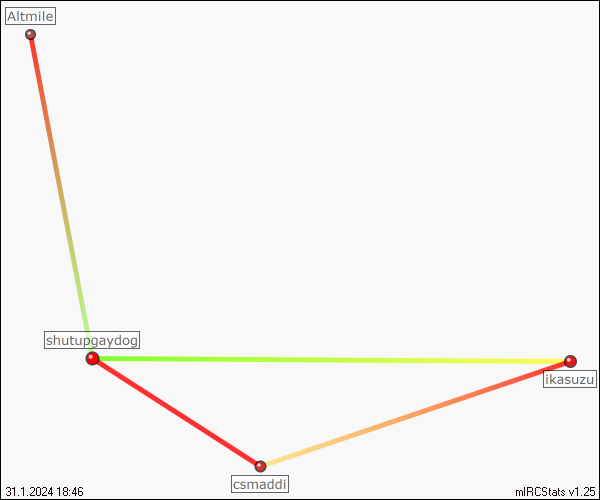 Altmile
shutupgaydog
ikasuzu
csmaddi
31.1.2024 18:46
mIRCStats v1.25